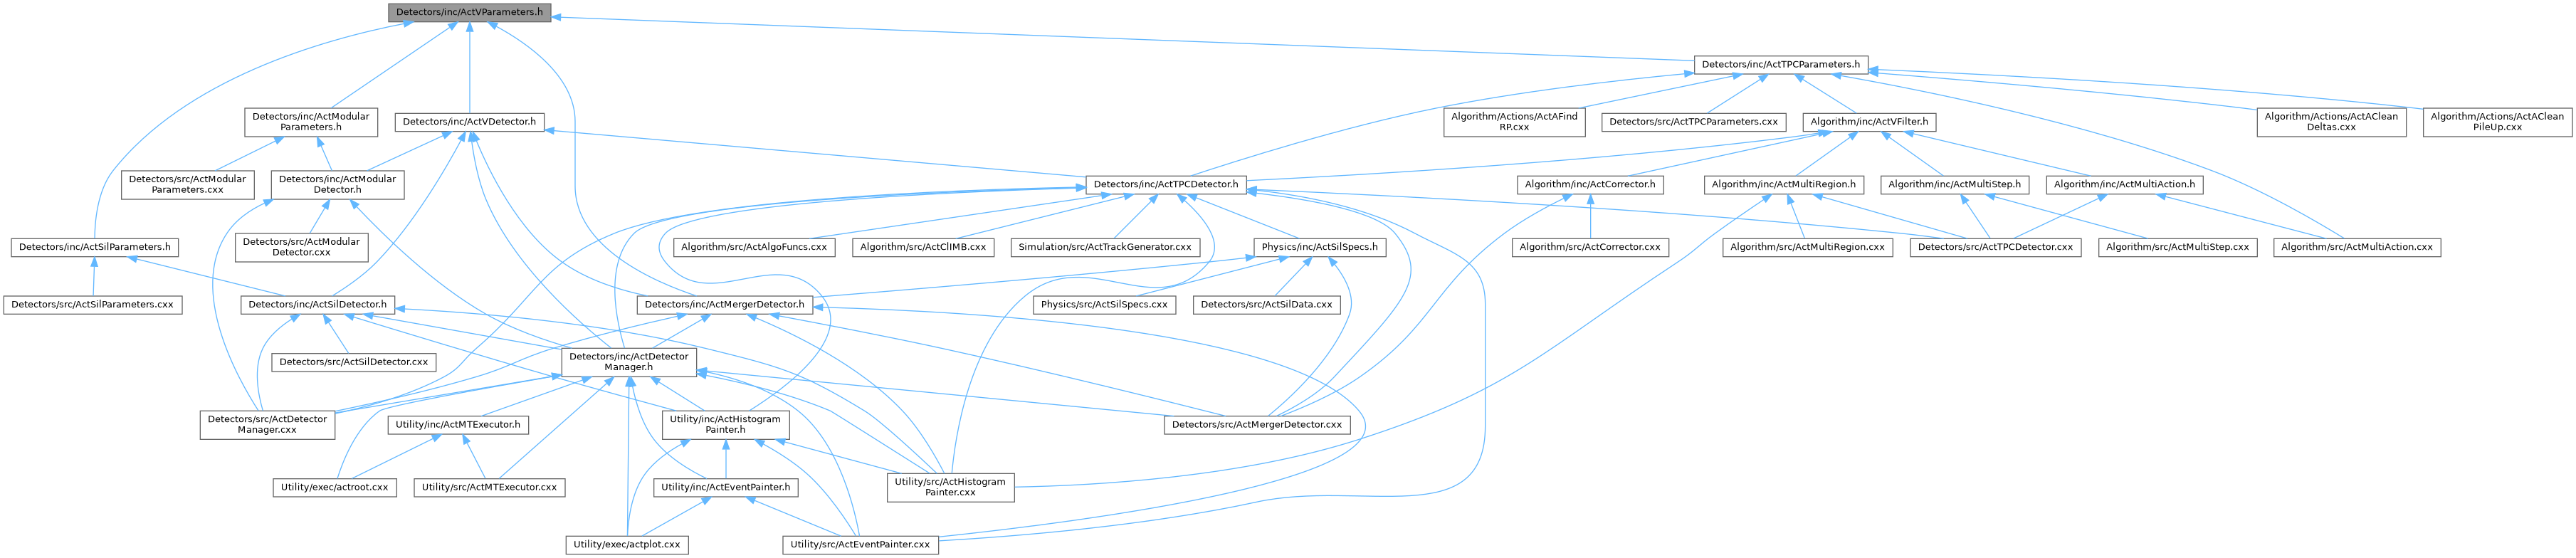 Detectors/inc/ActVParameters.h
Detectors/inc/ActTPCParameters.h
Detectors/inc/ActModular
Parameters.h
Detectors/inc/ActVDetector.h
Algorithm/Actions/ActAFind
RP.cxx
Detectors/src/ActTPCParameters.cxx
Algorithm/inc/ActVFilter.h
Algorithm/Actions/ActAClean
Deltas.cxx
Algorithm/Actions/ActAClean
PileUp.cxx
Detectors/src/ActModular
Parameters.cxx
Detectors/inc/ActModular
Detector.h
Detectors/inc/ActTPCDetector.h
Algorithm/inc/ActCorrector.h
Algorithm/inc/ActMultiRegion.h
Algorithm/inc/ActMultiStep.h
Algorithm/inc/ActMultiAction.h
Detectors/inc/ActSilParameters.h
Detectors/src/ActModular
Detector.cxx
Algorithm/src/ActAlgoFuncs.cxx
Algorithm/src/ActClIMB.cxx
Simulation/src/ActTrackGenerator.cxx
Physics/inc/ActSilSpecs.h
Algorithm/src/ActCorrector.cxx
Algorithm/src/ActMultiRegion.cxx
Detectors/src/ActTPCDetector.cxx
Algorithm/src/ActMultiStep.cxx
Algorithm/src/ActMultiAction.cxx
Detectors/src/ActSilParameters.cxx
Detectors/inc/ActSilDetector.h
Detectors/inc/ActMergerDetector.h
Physics/src/ActSilSpecs.cxx
Detectors/src/ActSilData.cxx
Detectors/src/ActSilDetector.cxx
Detectors/inc/ActDetector
Manager.h
Detectors/src/ActDetector
Manager.cxx
Utility/inc/ActMTExecutor.h
Utility/inc/ActHistogram
Painter.h
Detectors/src/ActMergerDetector.cxx
Utility/exec/actroot.cxx
Utility/src/ActMTExecutor.cxx
Utility/inc/ActEventPainter.h
Utility/src/ActHistogram
Painter.cxx
Utility/exec/actplot.cxx
Utility/src/ActEventPainter.cxx